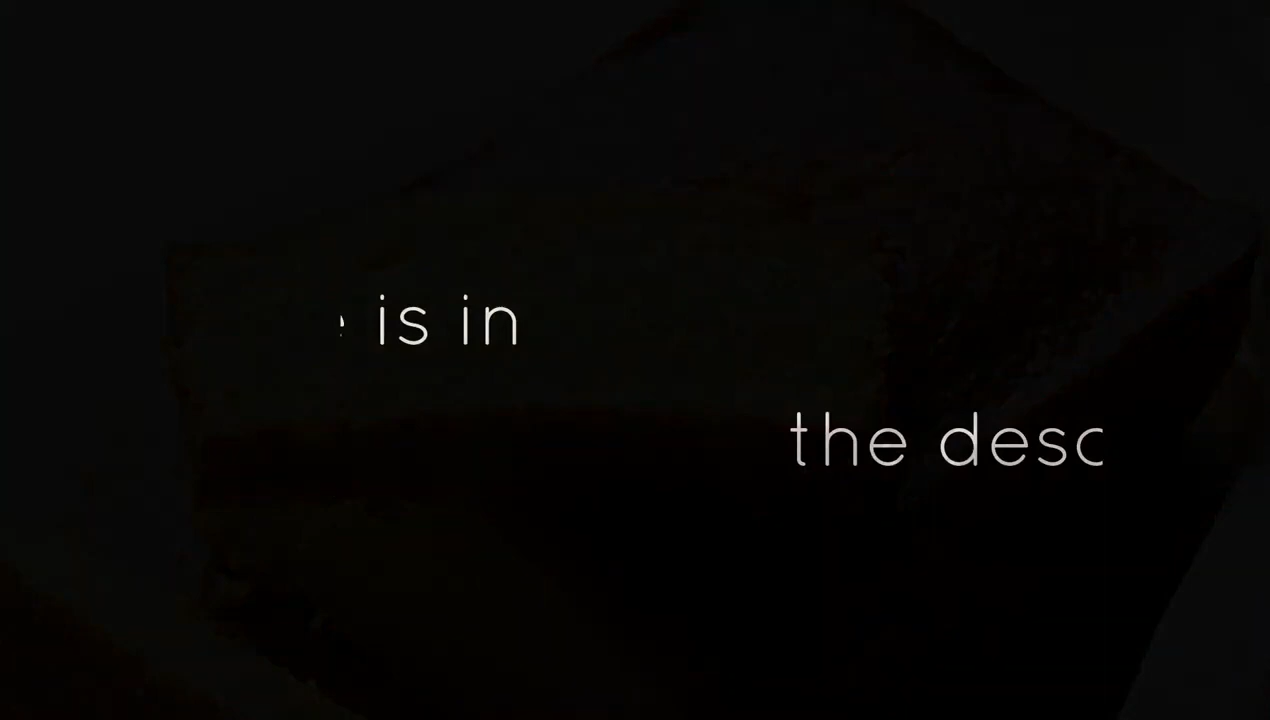 is in
the desc